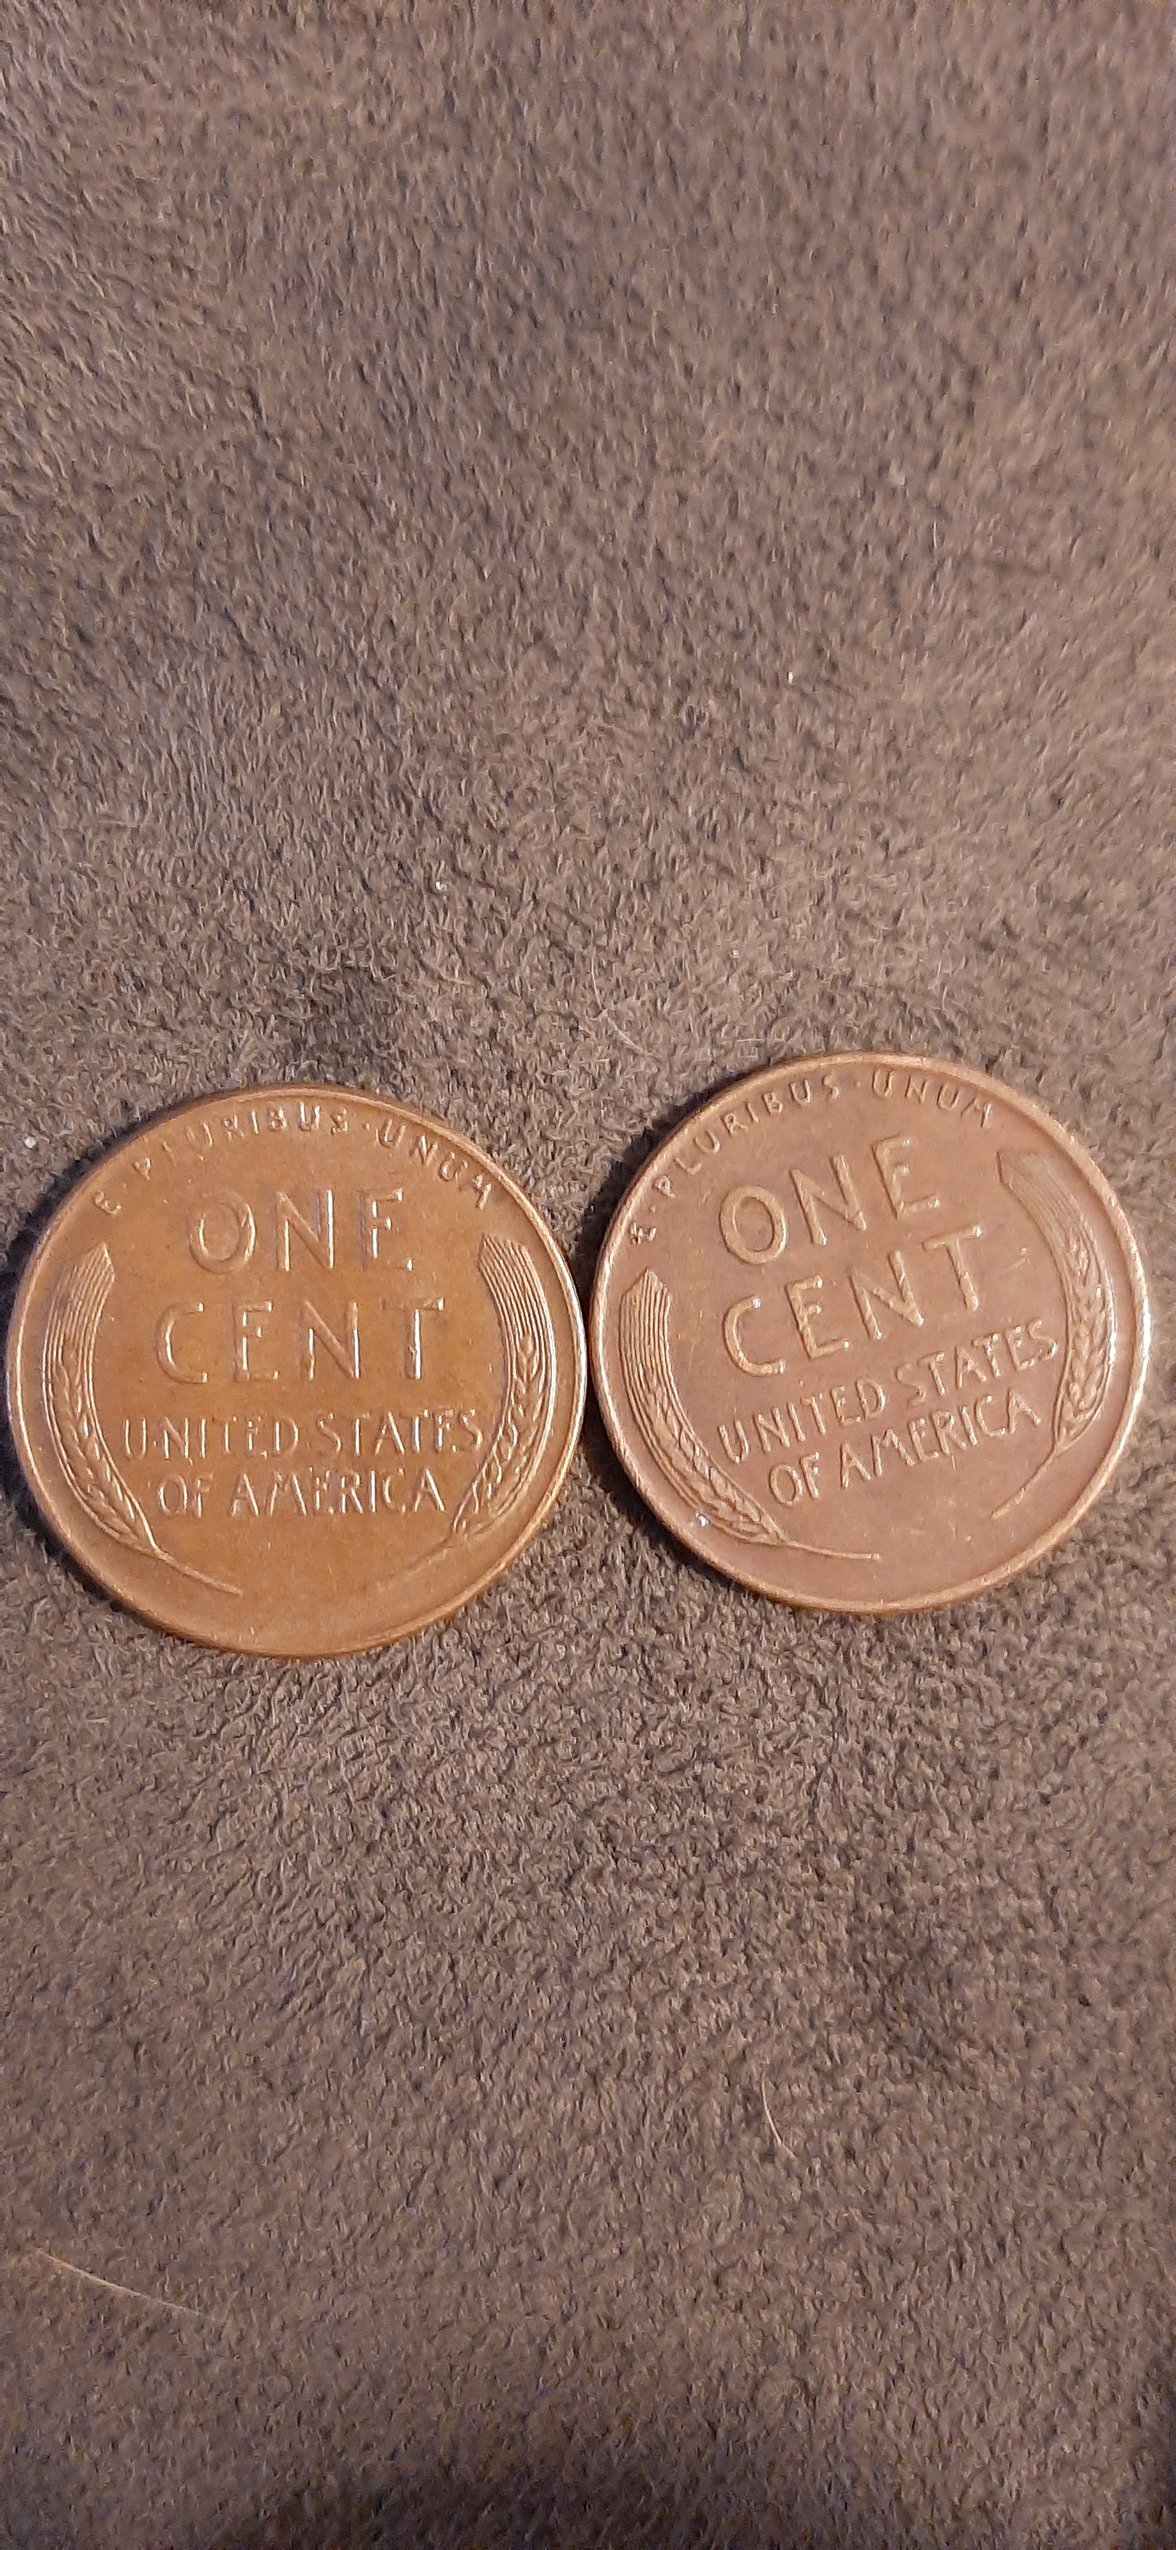 E·PLURIBUS·UNUM
ONE
CENT
UNITED STATES
OF AMERICA
E·PLURIBUS·UNUM
ONE
CENT
UNITED STATES
OF AMERICA